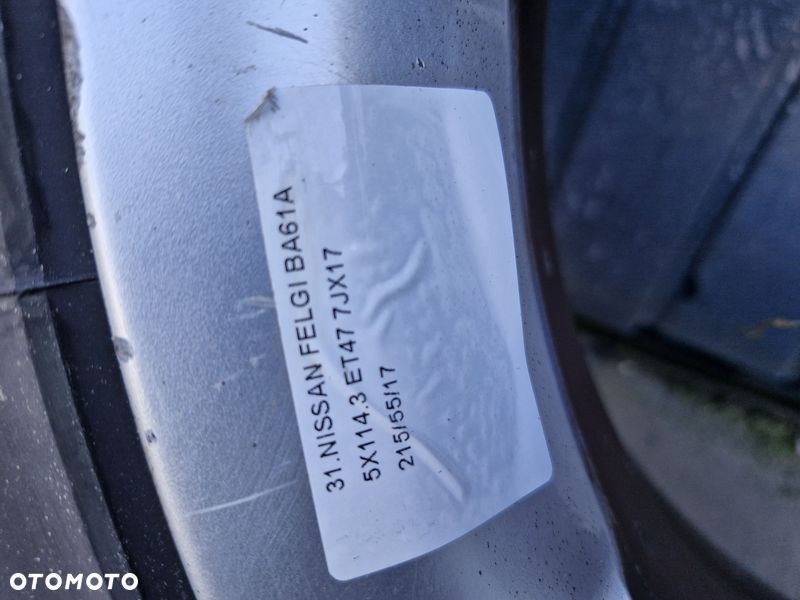 31.NISSAN FELGI BA61A
5X114.3 ET47 7JX17
215/55/17
OTOMOTO